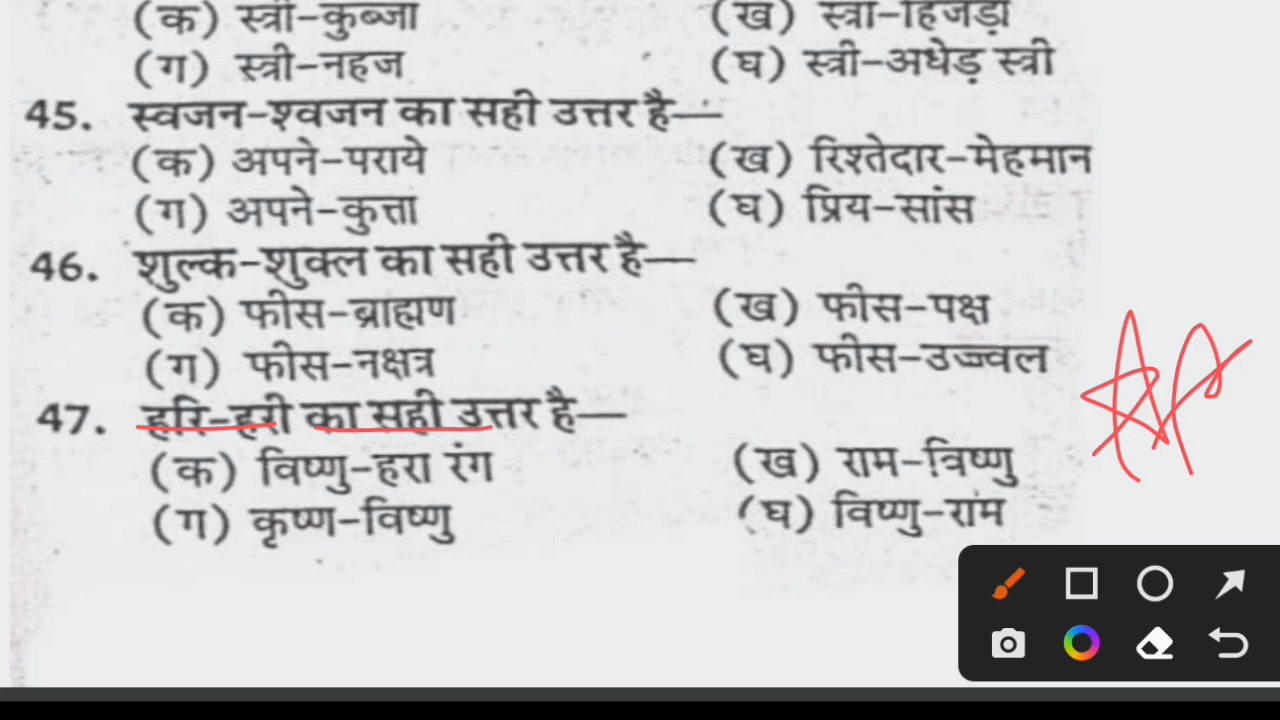 (क) स्त्री-कुब्जा (ख) स्त्री-हिजड़ा
(ग) स्त्री-नहज (घ) स्त्री-अधेड़ स्त्री
45. स्वजन-श्वजन का सही उत्तर है—
(क) अपने-पराये (ख) रिश्तेदार-मेहमान
(ग) अपने-कुत्ता (घ) प्रिय-सांस
46. शुल्क-शुक्ल का सही उत्तर है—
(क) फीस-ब्राह्मण (ख) फीस-पक्ष
(ग) फीस-नक्षत्र (घ) फीस-उज्ज्वल
47. हरि-हरी का सही उत्तर है—
(क) विष्णु-हरा रंग (ख) राम-विष्णु
(ग) कृष्ण-विष्णु (घ) विष्णु-राम